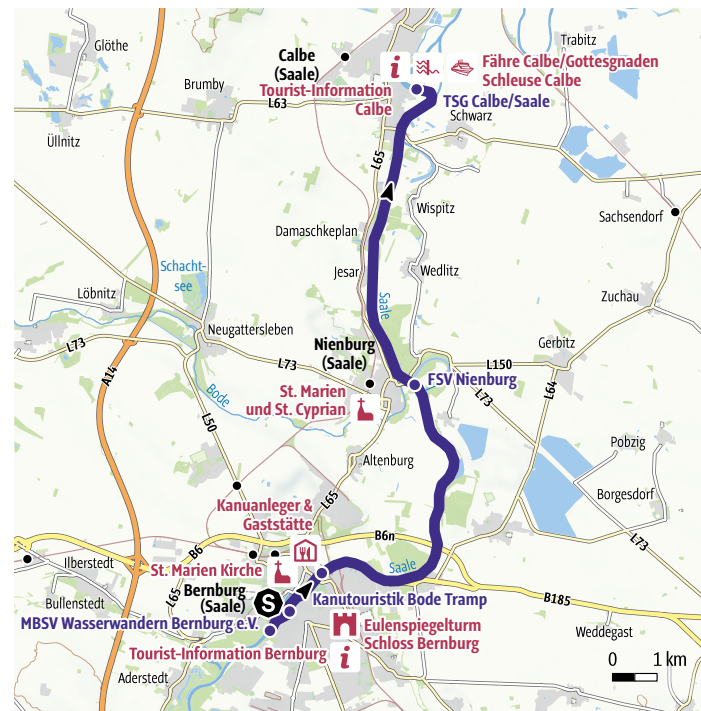 Glöthe
Trabitz
Calbe
(Saale)
Fähre Calbe/Gottesgnaden
Schleuse Calbe
i
Brumby
Tourist-Information
Calbe
L63
TSG Calbe/Saale
Schwarz
Üllnitz
L65
Wispitz
Sachsendorf
Damaschkeplan
Schacht-
see
Jesar
Wedlitz
Löbnitz
Saale
Zuchau
Neugattersleben
L73
Nienburg
(Saale)
Gerbitz
L73
L150
A14
FSV Nienburg
St. Marien
und St. Cyprian
Bode
L73
L64
L50
Pobzig
Altenburg
Borgesdorf
L65
Kanuanleger &
Gaststätte
B6n
L73
B6
Ilberstedt
St. Marien Kirche
Saale
Bernburg
(Saale)
S
L65
Bullenstedt
Kanutouristik Bode Tramp
B185
MBSV Wasserwandern Bernburg e.V.
Eulenspiegelturm
Schloss Bernburg
Weddegast
Tourist-Information Bernburg
i
Aderstedt
0 1 km